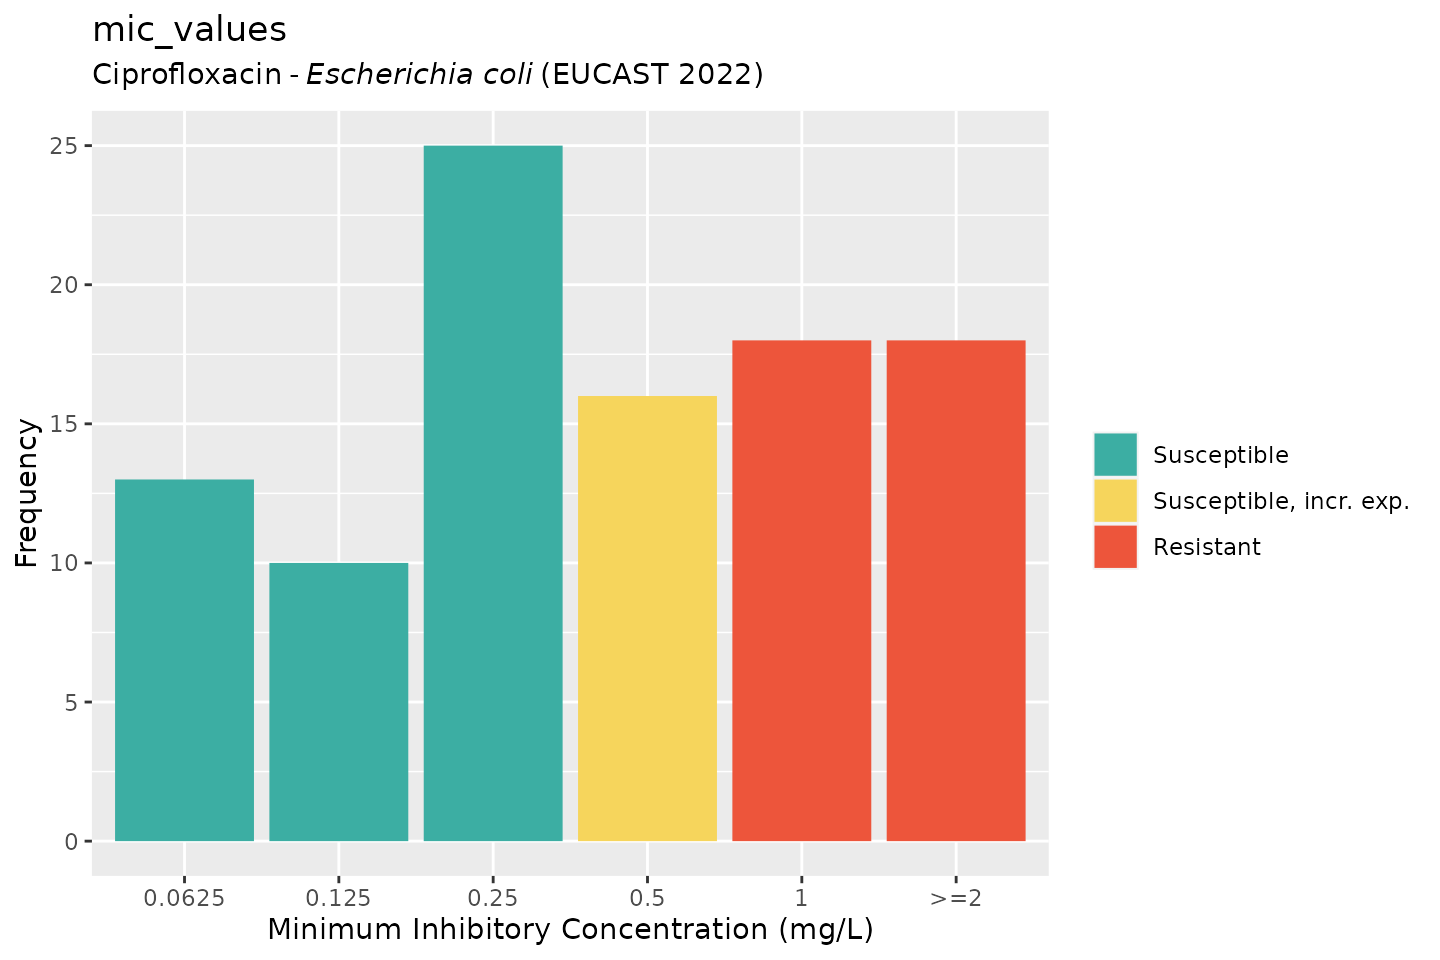 mic_values
Ciprofloxacin - Escherichia coli (EUCAST 2022)
25
20
15
10
5
0
Frequency
0.0625 0.125 0.25 0.5 1 >=2
Minimum Inhibitory Concentration (mg/L)
Susceptible
Susceptible, incr. exp.
Resistant